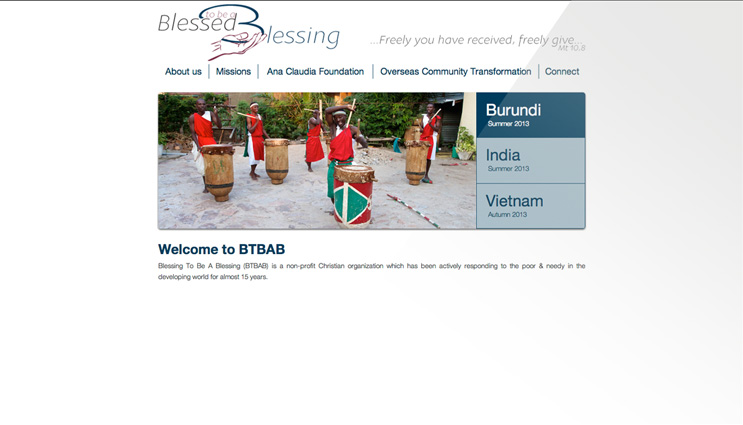 to be a
Blessed
Blessing
...Freely you have received, freely give...
Mt 10.8
About us
Missions
Ana Claudia Foundation
Overseas Community Transformation
Connect
Burundi
Summer 2013
India
Summer 2013
Vietnam
Autumn 2013
Welcome to BTBAB
Blessing To Be A Blessing (BTBAB) is a non-profit Christian organization which has been actively responding to the poor & needy in the
developing world for almost 15 years.